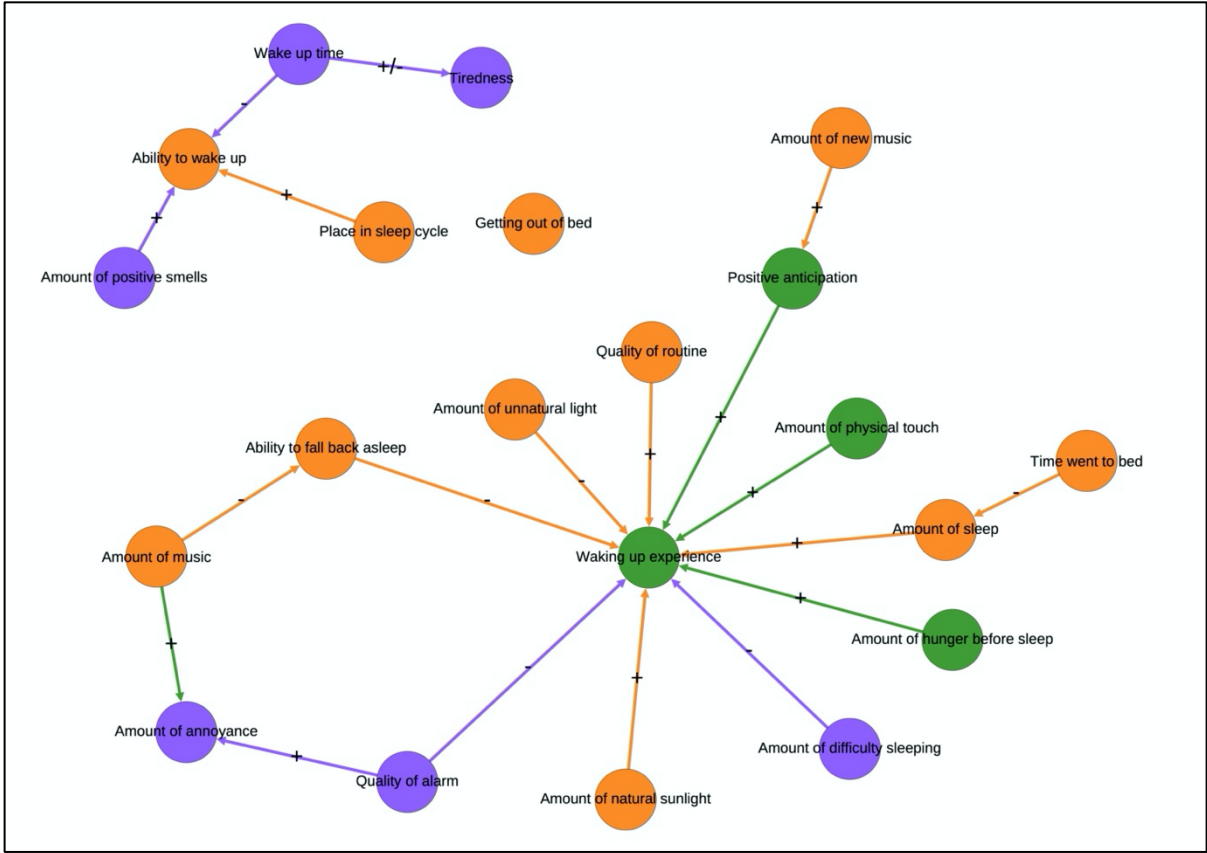 Wake up time
+/-
Tiredness
-
Ability to wake up
+
Place in sleep cycle
+
Amount of positive smells
Getting out of bed
Amount of new music
+
Positive anticipation
Quality of routine
Amount of unnatural light
+
Amount of physical touch
Ability to fall back asleep
Time went to bed
+
-
-
+
-
-
Amount of sleep
+
Amount of music
Waking up experience
+
Amount of hunger before sleep
+
-
-
+
Amount of annoyance
+
Quality of alarm
Amount of difficulty sleeping
Amount of natural sunlight